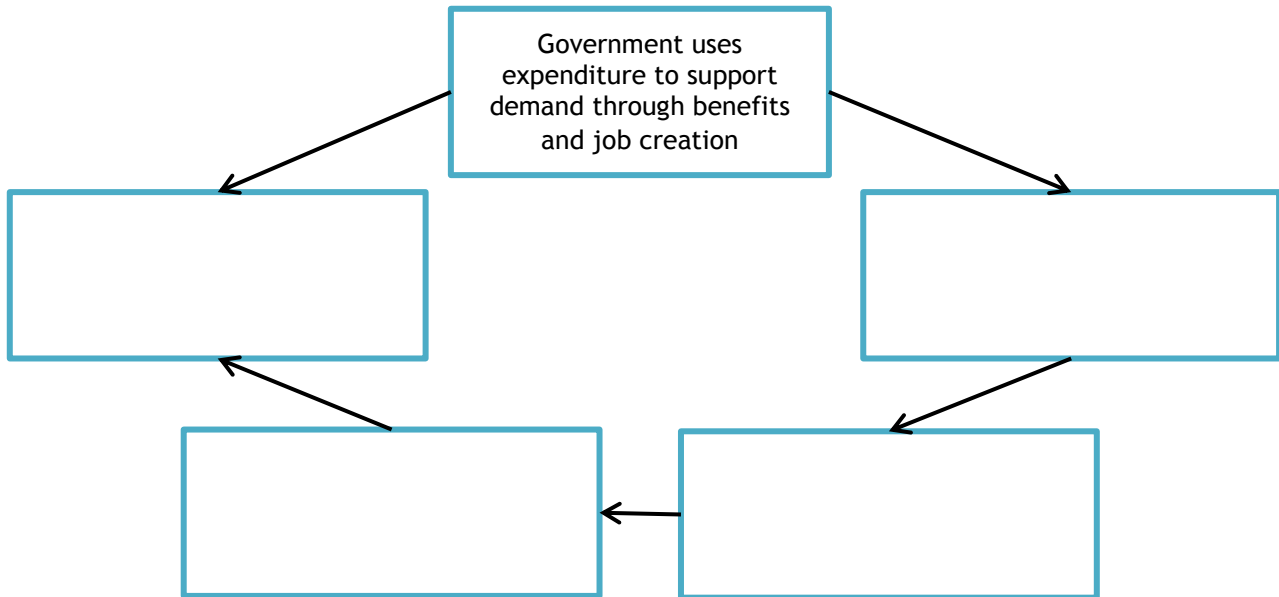 Government uses
expenditure to support
demand through benefits
and job creation